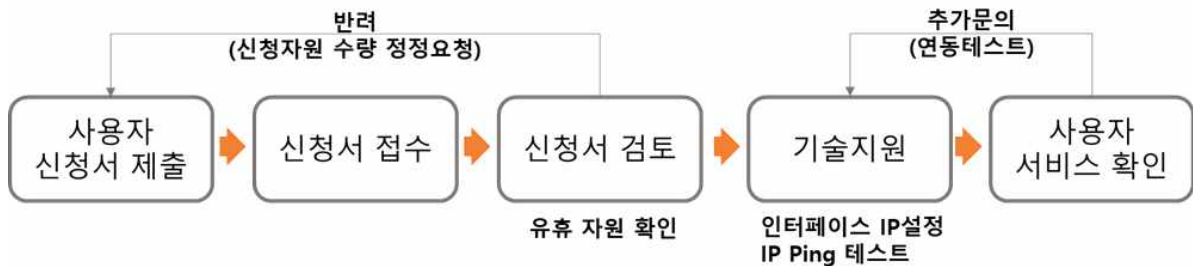 반려
(신청자원 수량 정정요청)
추가문의
(연동테스트)
사용자
신청서 제출
신청서 접수
신청서 검토
기술지원
사용자
서비스 확인
유휴 자원 확인
인터페이스 IP설정
IP Ping 테스트